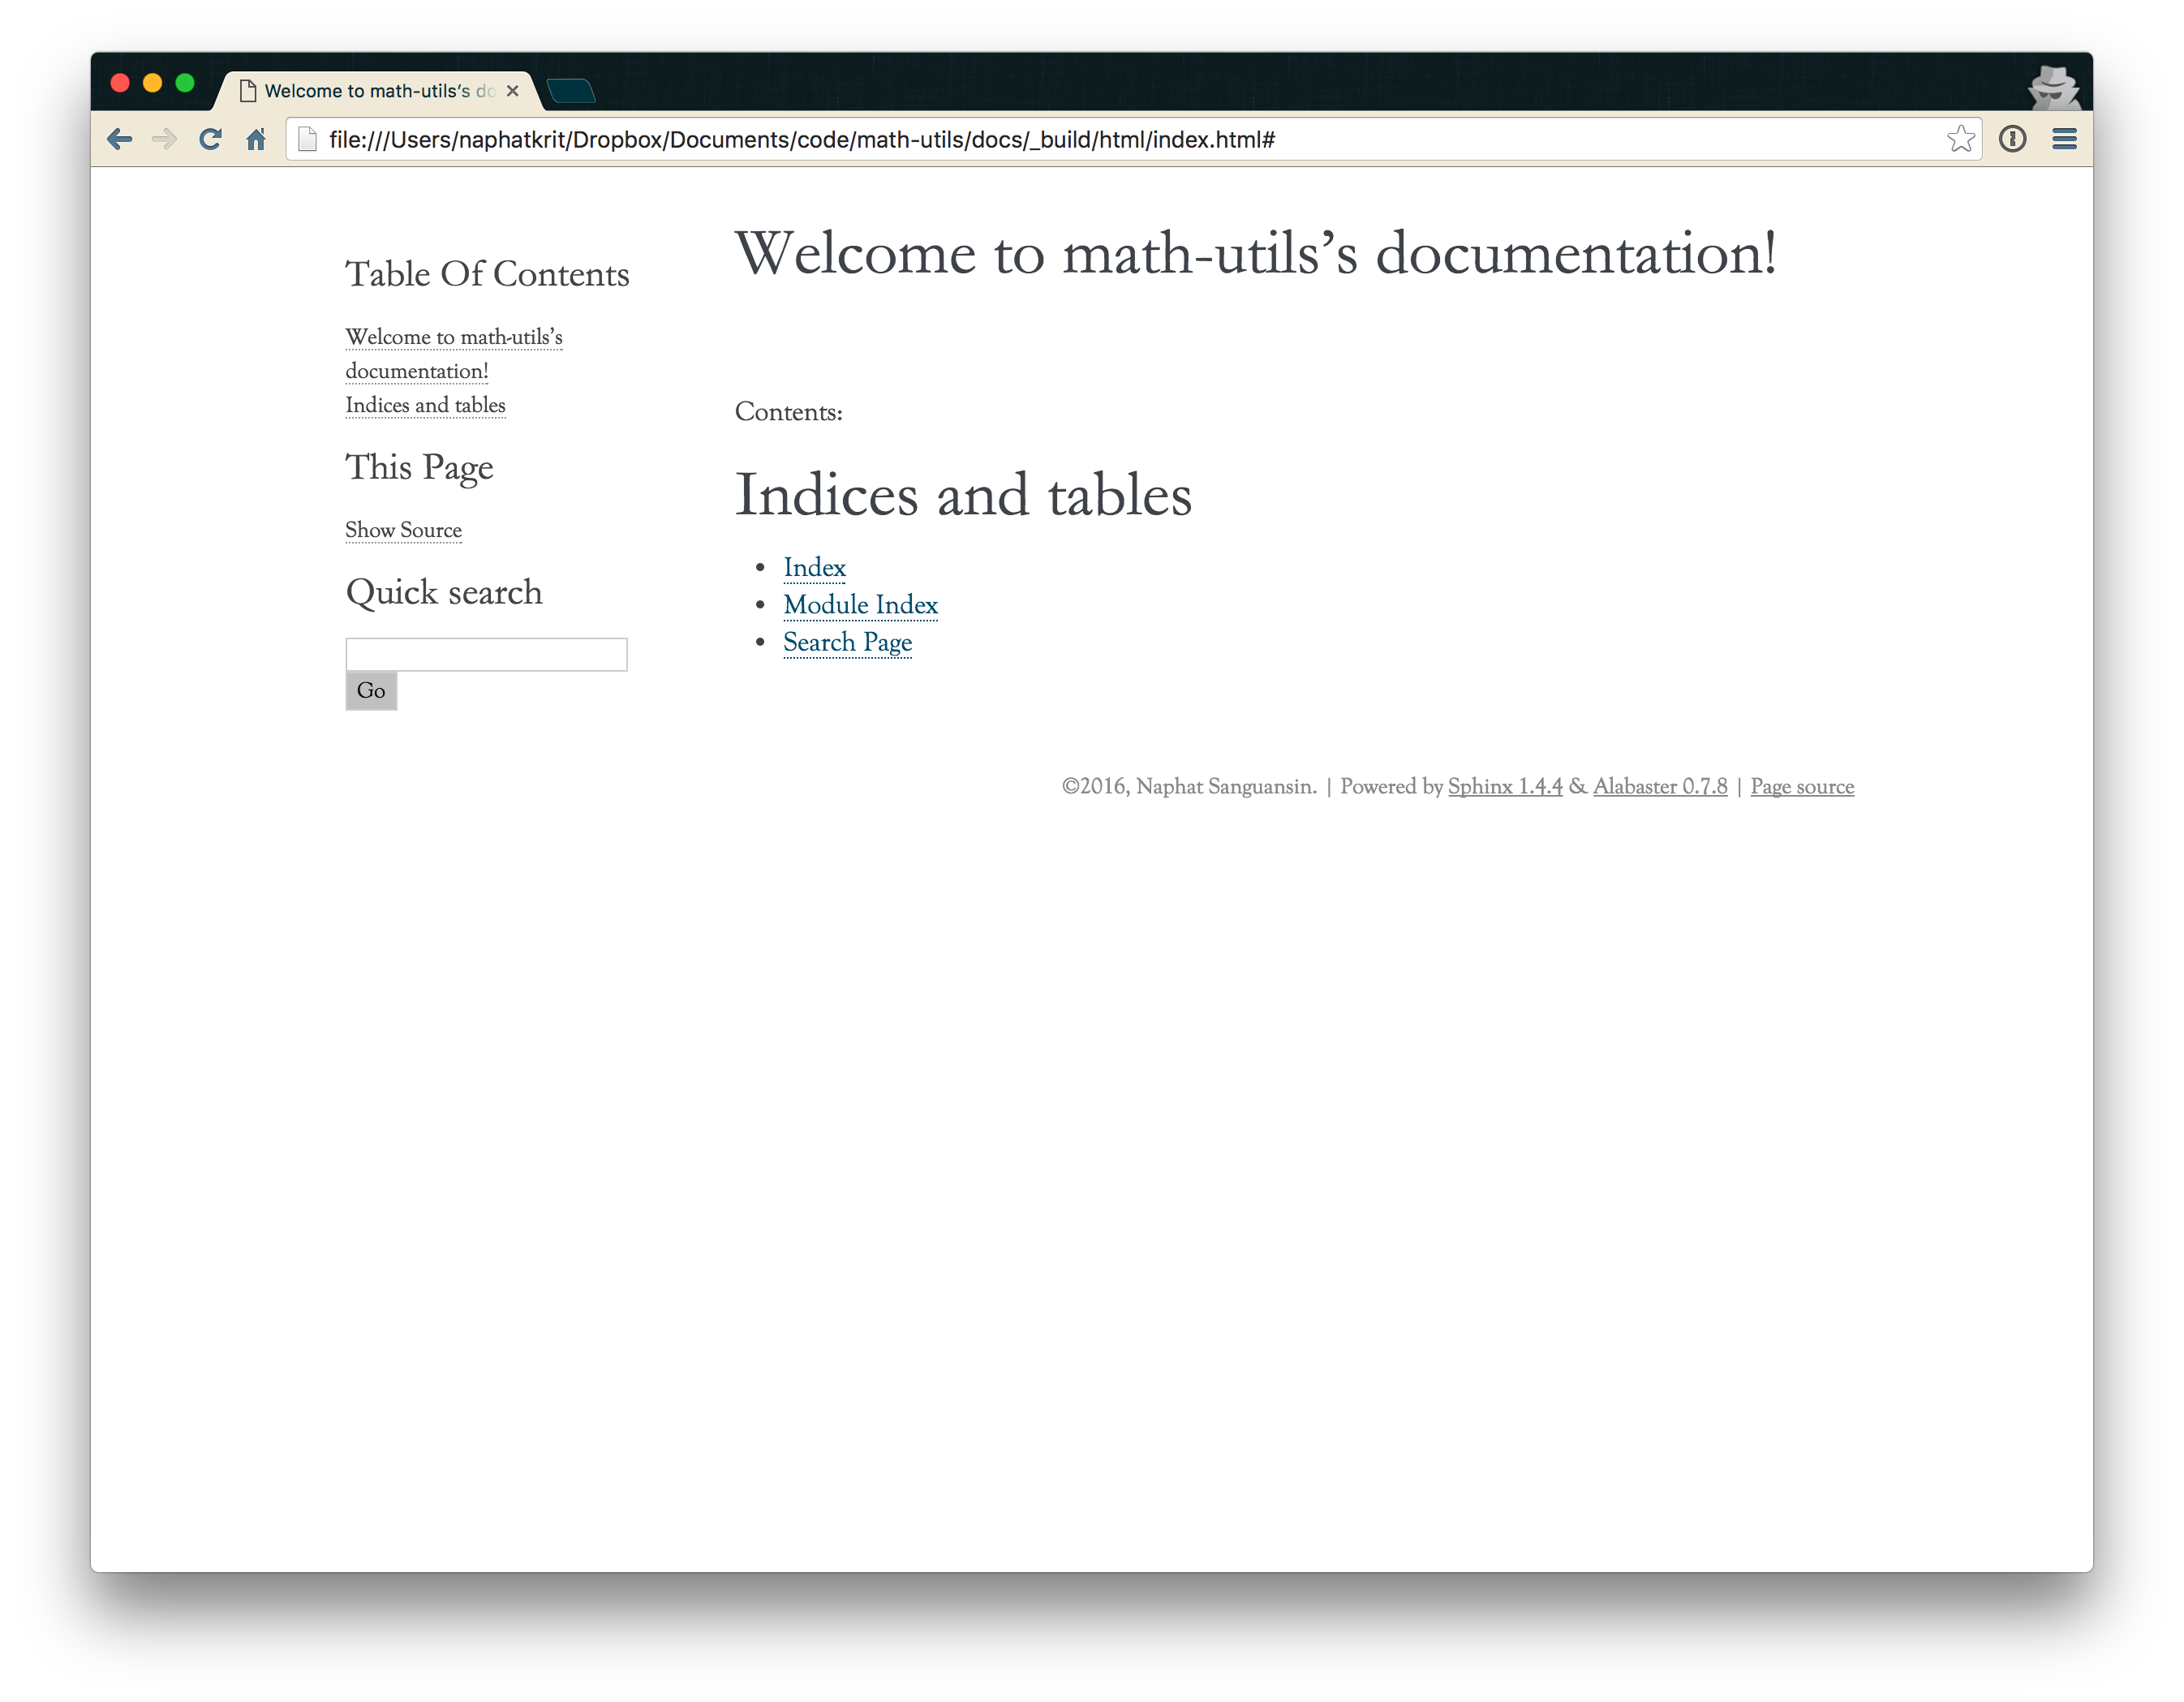 Welcome to math-utils's do
file:///Users/naphatkrit/Dropbox/Documents/code/math-utils/docs/_build/html/index.html#
Table Of Contents
Welcome to math-utils’s
documentation!
Indices and tables
This Page
Show Source
Quick search
Go
Welcome to math-utils’s documentation!
Contents:
Indices and tables
• Index
• Module Index
• Search Page
©2016, Naphat Sanguansin. | Powered by Sphinx 1.4.4 & Alabaster 0.7.8 | Page source